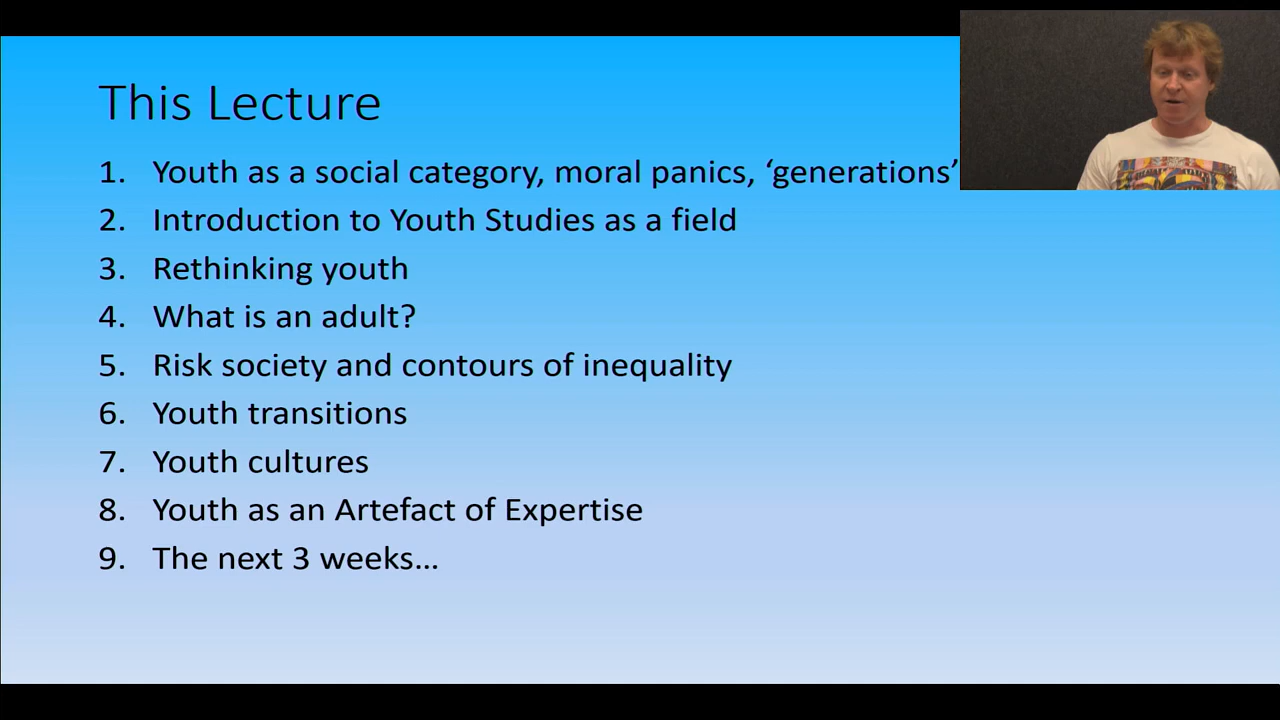 This Lecture
1. Youth as a social category, moral panics, ‘generations’
2. Introduction to Youth Studies as a field
3. Rethinking youth
4. What is an adult?
5. Risk society and contours of inequality
6. Youth transitions
7. Youth cultures
8. Youth as an Artefact of Expertise
9. The next 3 weeks…